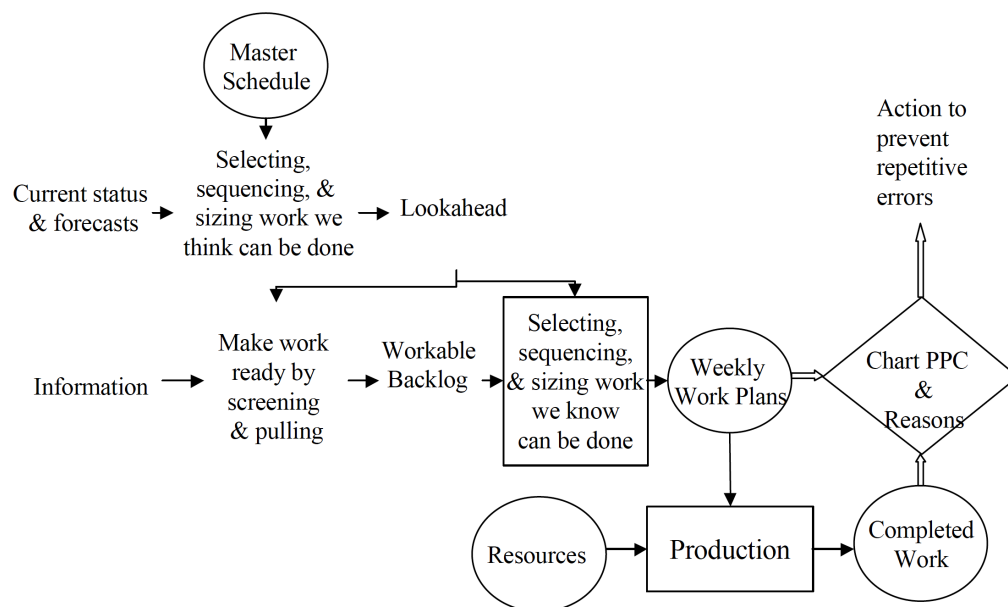 Master
Schedule
Action to
prevent
repetitive
errors
Current status
& forecasts
Selecting,
sequencing, &
sizing work we
think can be done
Lookahead
Information
Make work
ready by
screening
& pulling
Workable
Backlog
Selecting,
sequencing,
& sizing work
we know
can be done
Weekly
Work Plans
Chart PPC
&
Reasons
Resources
Production
Completed
Work